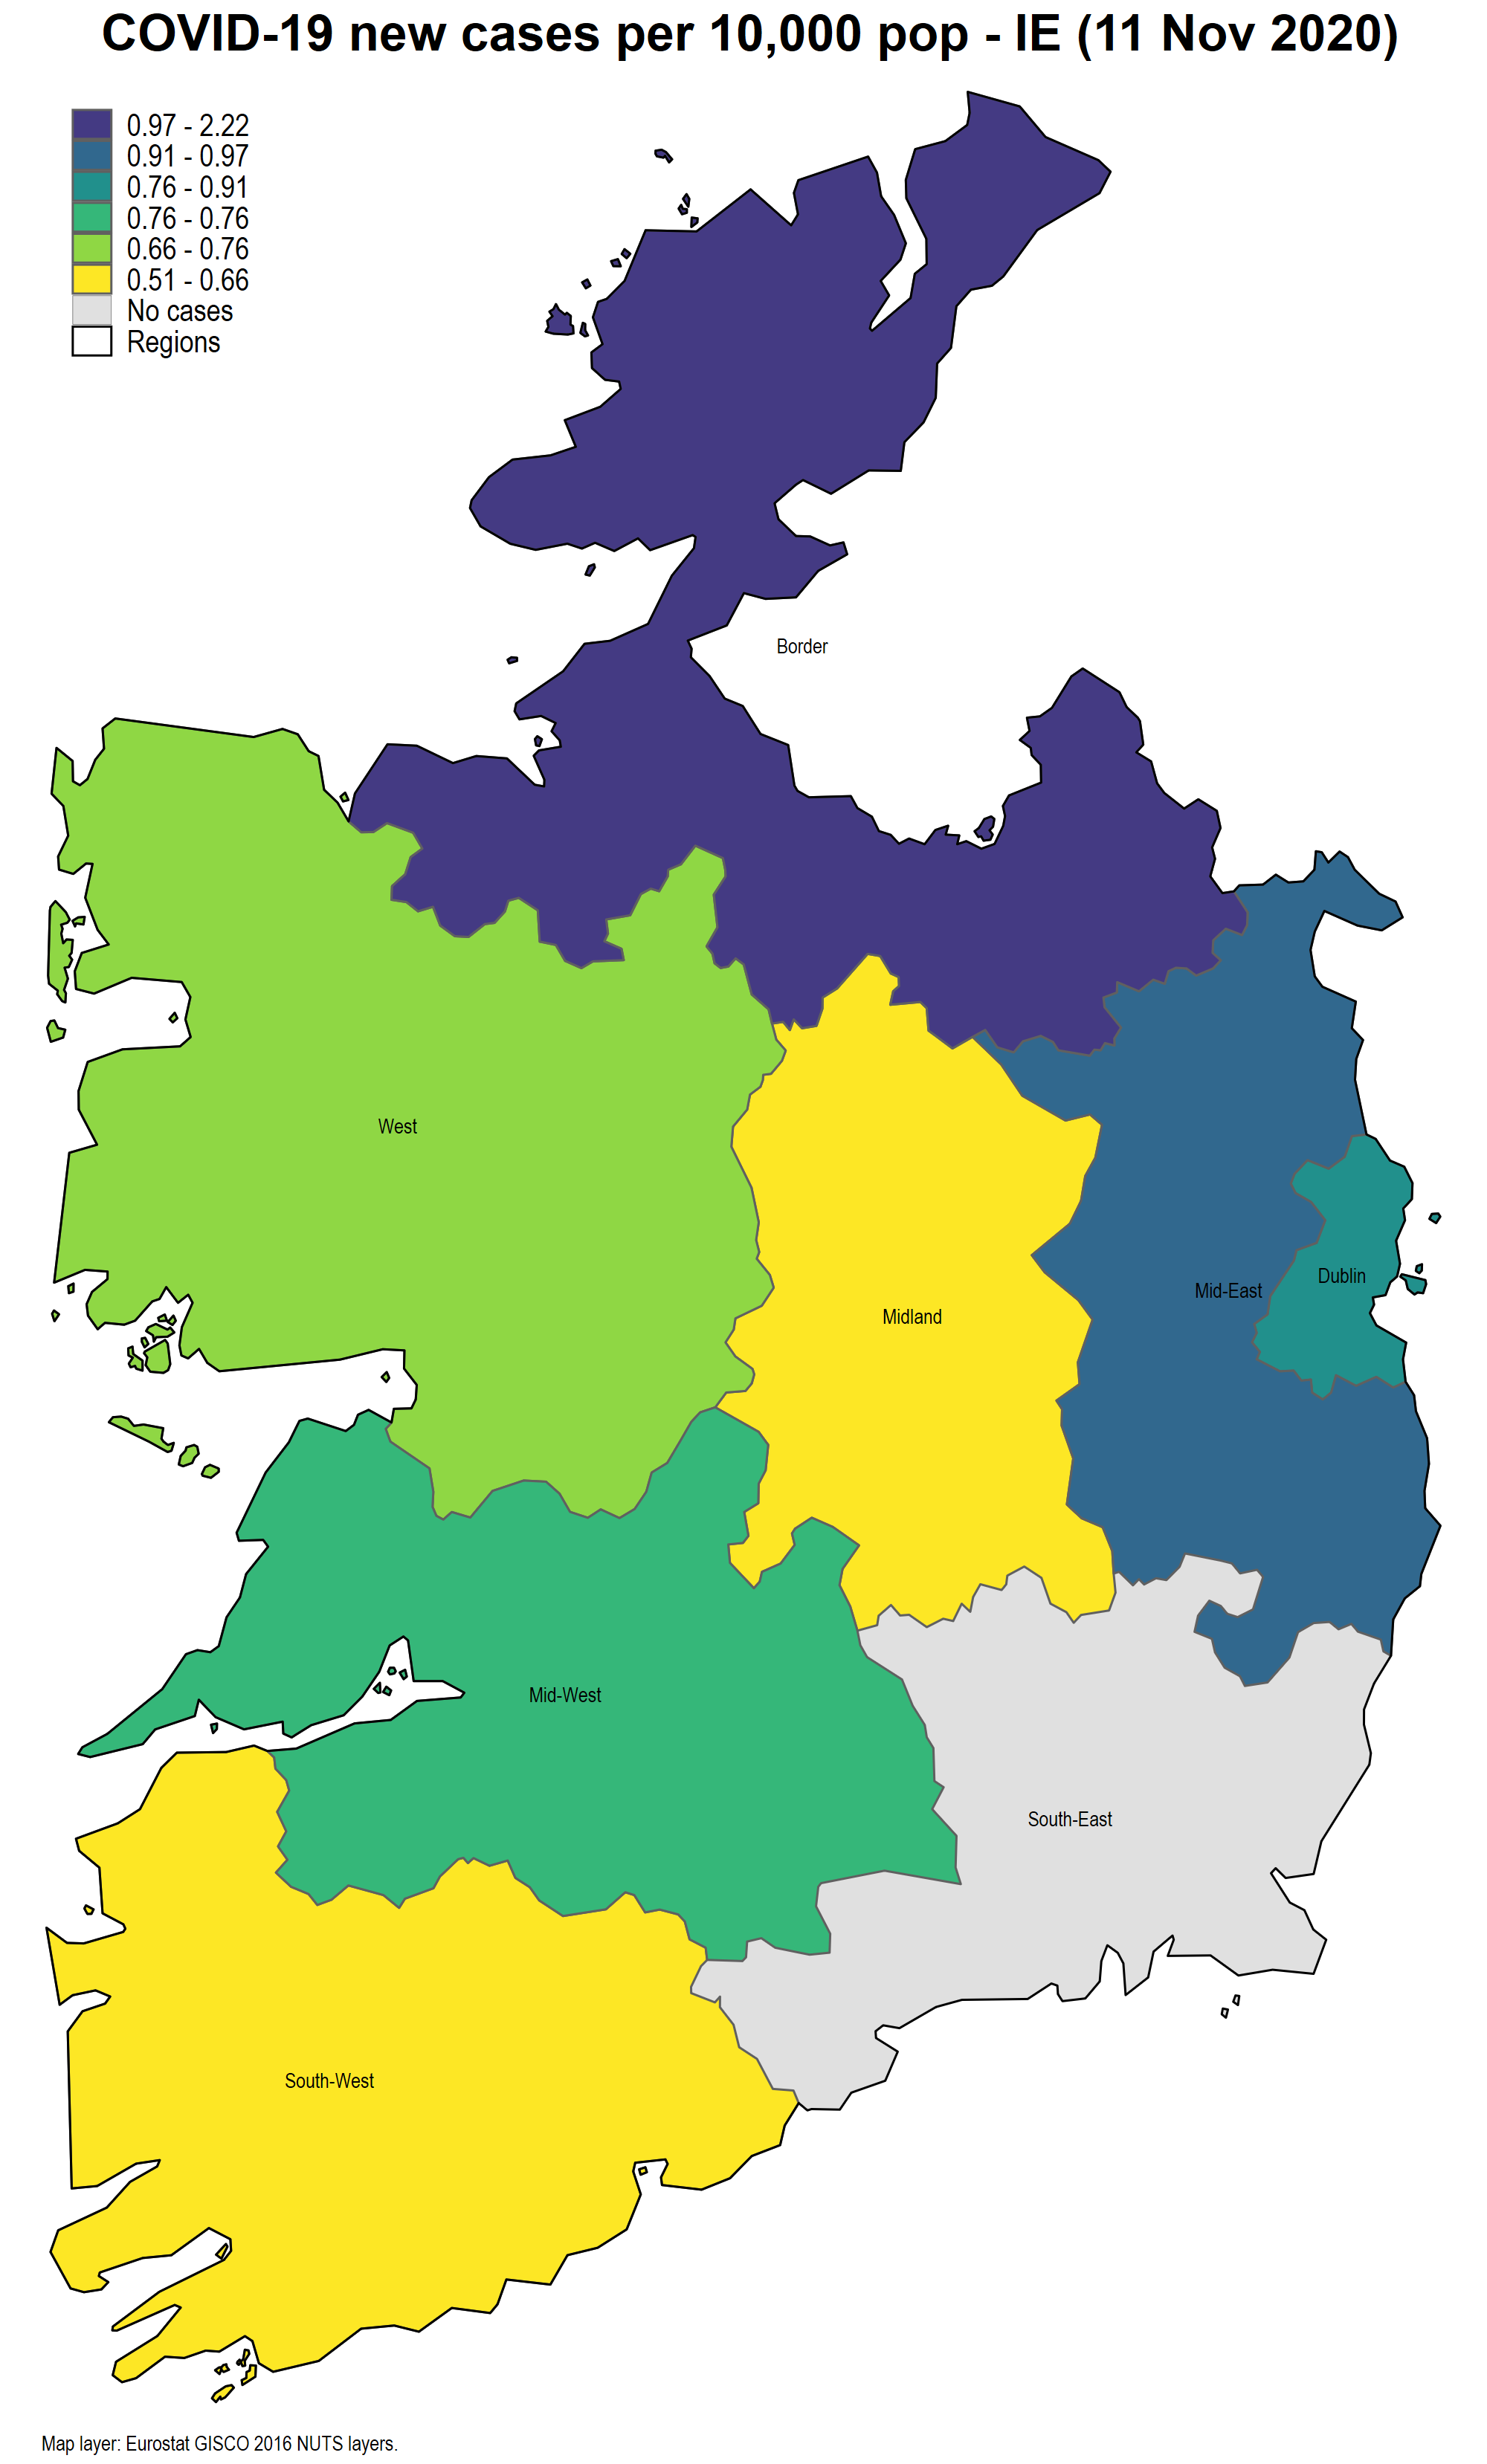 COVID-19 new cases per 10,000 pop - IE (11 Nov 2020)
0.97 - 2.22
0.91 - 0.97
0.76 - 0.91
0.76 - 0.76
0.66 - 0.76
0.51 - 0.66
No cases
Regions
Border
West
Dublin
Mid-East
Midland
Mid-West
South-East
South-West
Map layer: Eurostat GISCO 2016 NUTS layers.